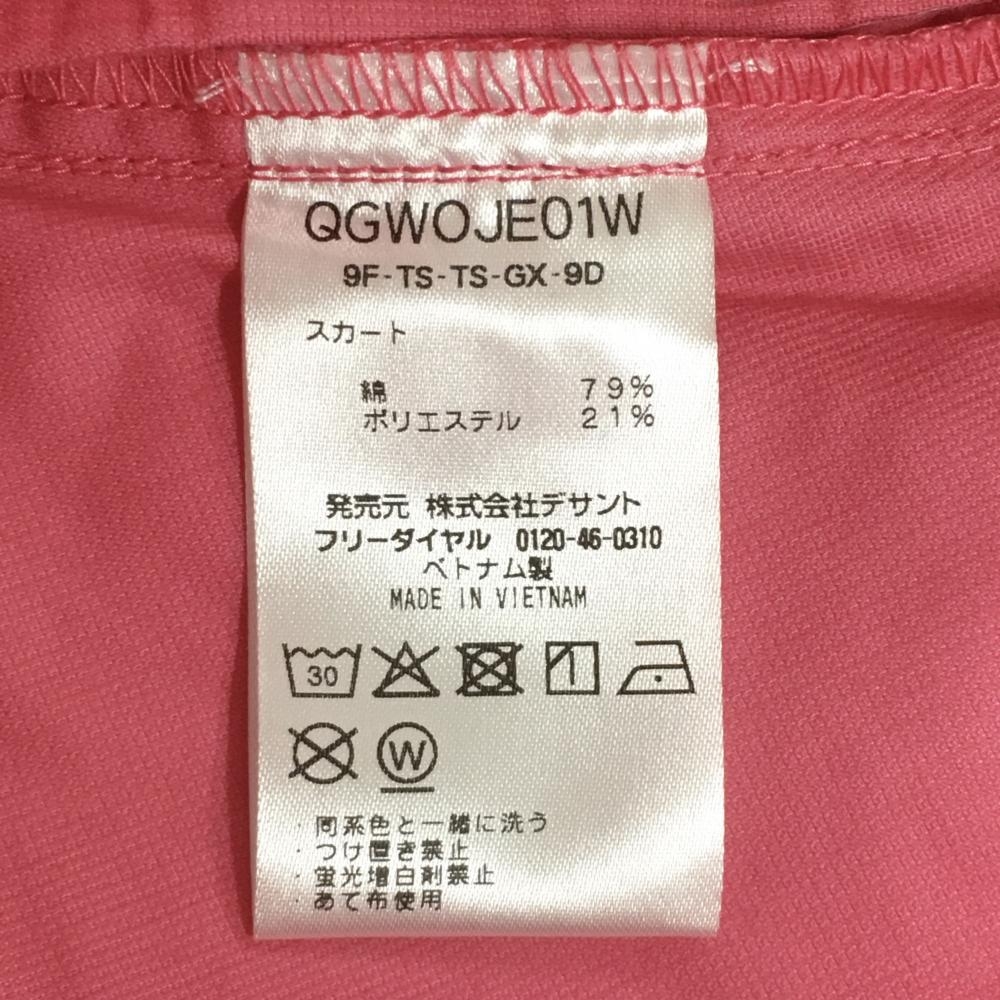 QGWOJE01W
9F-TS-TS-GX-9D
スカート
綿 79%
ポリエステル 21%
発売元 株式会社デサント
フリーダイヤル 0120-46-0310
ベトナム製
MADE IN VIETNAM
30
W
・同系色と一緒に洗う
・つけ置き禁止
・蛍光増白剤禁止
・あて布使用